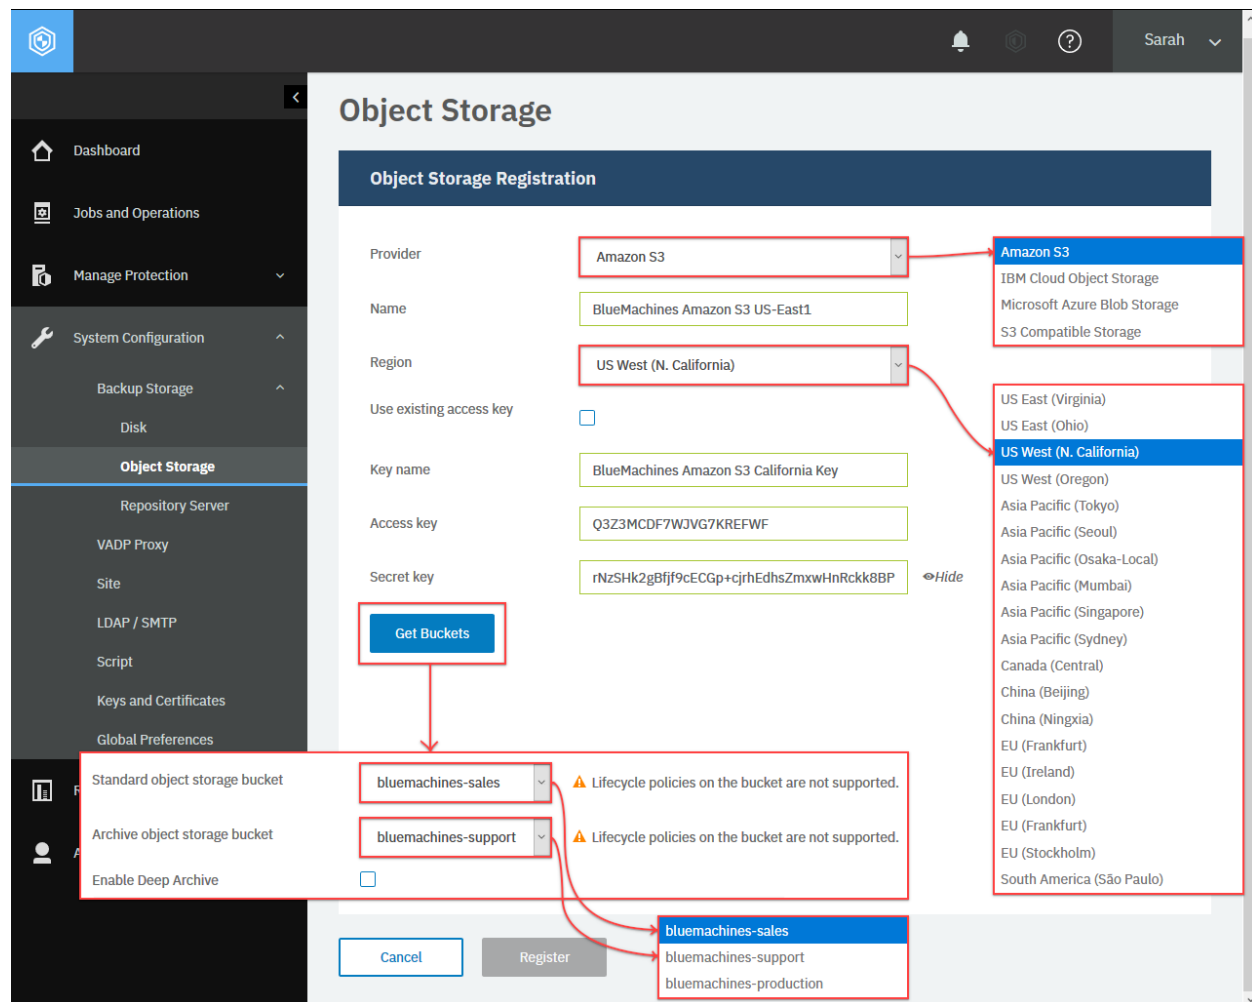 Sarah
Object Storage
Dashboard
Jobs and Operations
Manage Protection
System Configuration
Backup Storage
Disk
Object Storage
Repository Server
VADP Proxy
Site
LDAP / SMTP
Script
Keys and Certificates
Global Preferences
Object Storage Registration
Provider
Amazon S3
Name
BlueMachines Amazon S3 US-East1
Region
US West (N. California)
Use existing access key
Key name
BlueMachines Amazon S3 California Key
Access key
Q3Z3MCDF7WJVG7KREFWF
Secret key
rNzSHk2gBfjf9cECGp+cjrhEdhsZmxwHnRckk8BP
Hide
Get Buckets
Amazon S3
IBM Cloud Object Storage
Microsoft Azure Blob Storage
S3 Compatible Storage
US East (Virginia)
US East (Ohio)
US West (N. California)
US West (Oregon)
Asia Pacific (Tokyo)
Asia Pacific (Seoul)
Asia Pacific (Osaka-Local)
Asia Pacific (Mumbai)
Asia Pacific (Singapore)
Asia Pacific (Sydney)
Canada (Central)
China (Beijing)
China (Ningxia)
EU (Frankfurt)
EU (Ireland)
EU (London)
EU (Frankfurt)
EU (Stockholm)
South America (São Paulo)
Standard object storage bucket
bluemachines-sales
Lifecycle policies on the bucket are not supported.
Archive object storage bucket
bluemachines-support
Lifecycle policies on the bucket are not supported.
Enable Deep Archive
bluemachines-sales
bluemachines-support
bluemachines-production
Cancel
Register